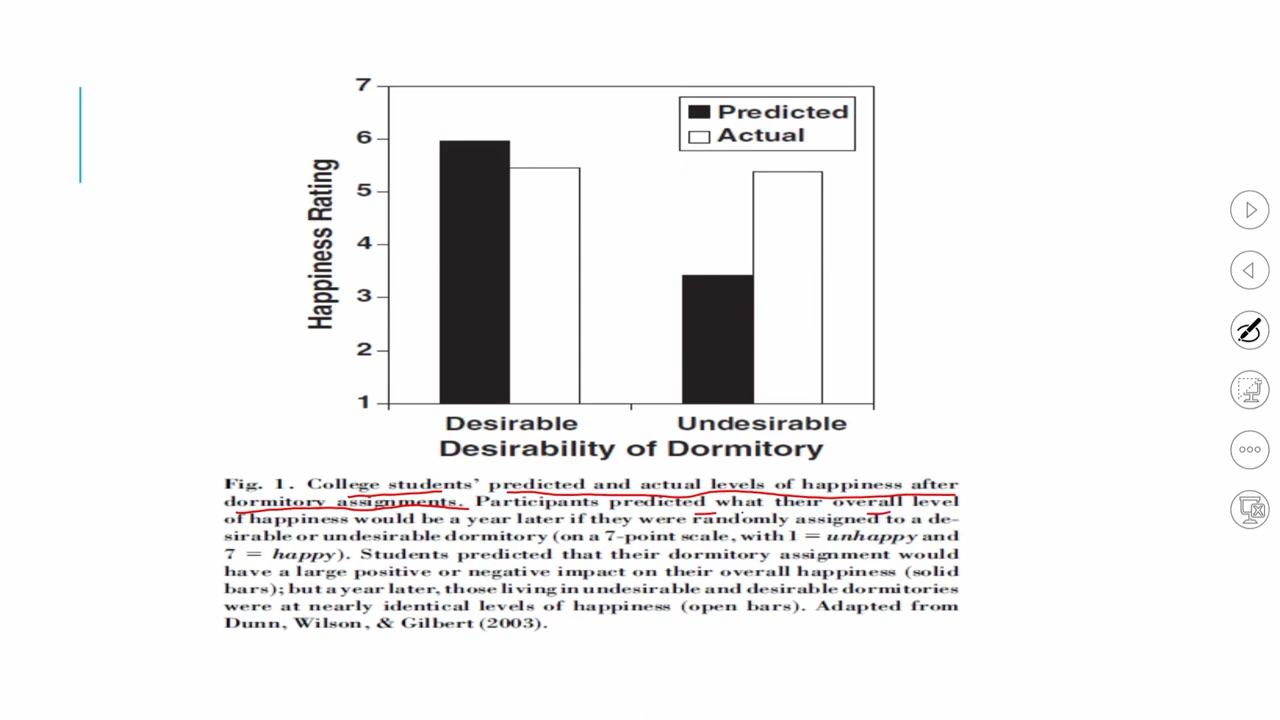 7
Predicted
6
Actual
5
4
3
2
1
Happiness Rating
Desirable Undesirable
Desirability of Dormitory
Fig. 1. College students’ predicted and actual levels of happiness after
dormitory assignments. Participants predicted what their overall level
of happiness would be a year later if they were randomly assigned to a de-
sirable or undesirable dormitory (on a 7-point scale, with 1 = unhappy and
7 = happy). Students predicted that their dormitory assignment would
have a large positive or negative impact on their overall happiness (solid
bars); but a year later, those living in undesirable and desirable dormitories
were at nearly identical levels of happiness (open bars). Adapted from
Dunn, Wilson, & Gilbert (2003).